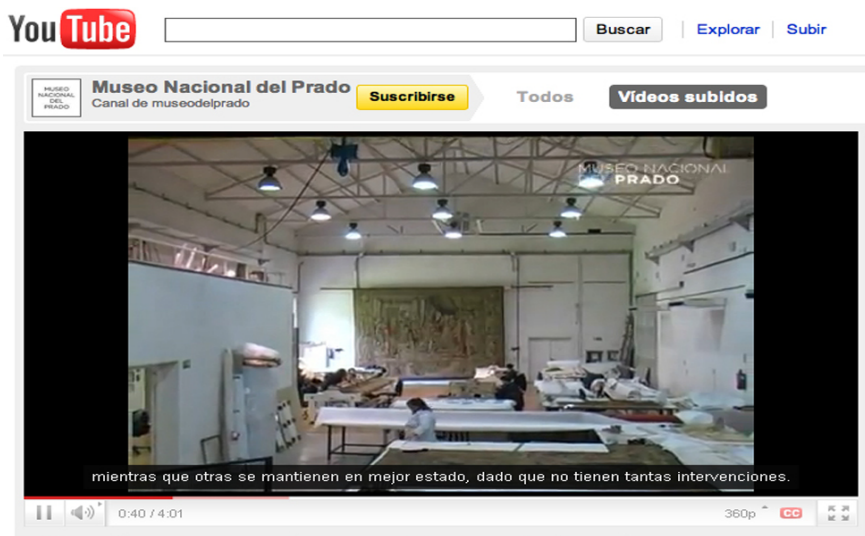 YouTube
Buscar
Explorar
Subir
MUSEO
NACIONAL
DEL
PRADO
Museo Nacional del Prado
Canal de museodelprado
Suscribirse
Todos
Vídeos subidos
MUSEO NACIONAL
DEL PRADO
mientras que otras se mantienen en mejor estado, dado que no tienen tantas intervenciones.
0:40 / 4:01
360p
CC